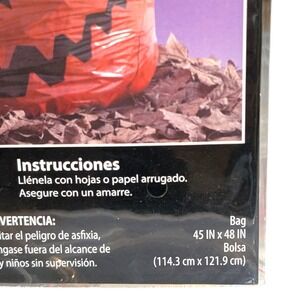 Instrucciones
Llénela con hojas o papel arrugado.
Asegure con un amarre.
VERTENCIA:
tar el peligro de asfixia,
ngase fuera del alcance de
y niños sin supervisión.
Bag
45 IN x 48 IN
Bolsa
(114.3 cm x 121.9 cm)